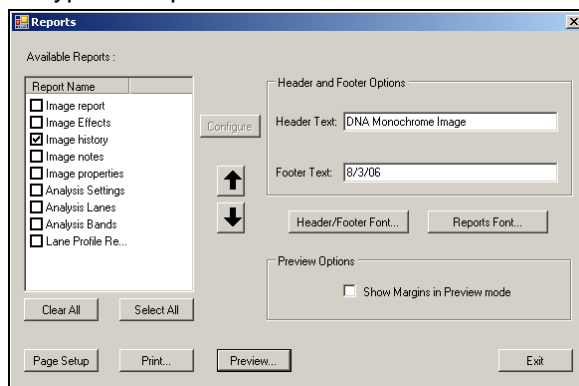 Reports
Available Reports :
Report Name
Image report
Image Effects
Image history
Image notes
Image properties
Analysis Settings
Analysis Lanes
Analysis Bands
Lane Profile Re...
Clear All
Select All
Configure
Header and Footer Options
Header Text: DNA Monochrome Image
Footer Text: 8/3/06
Header/Footer Font...
Reports Font...
Preview Options
Show Margins in Preview mode
Page Setup
Print...
Preview...
Exit